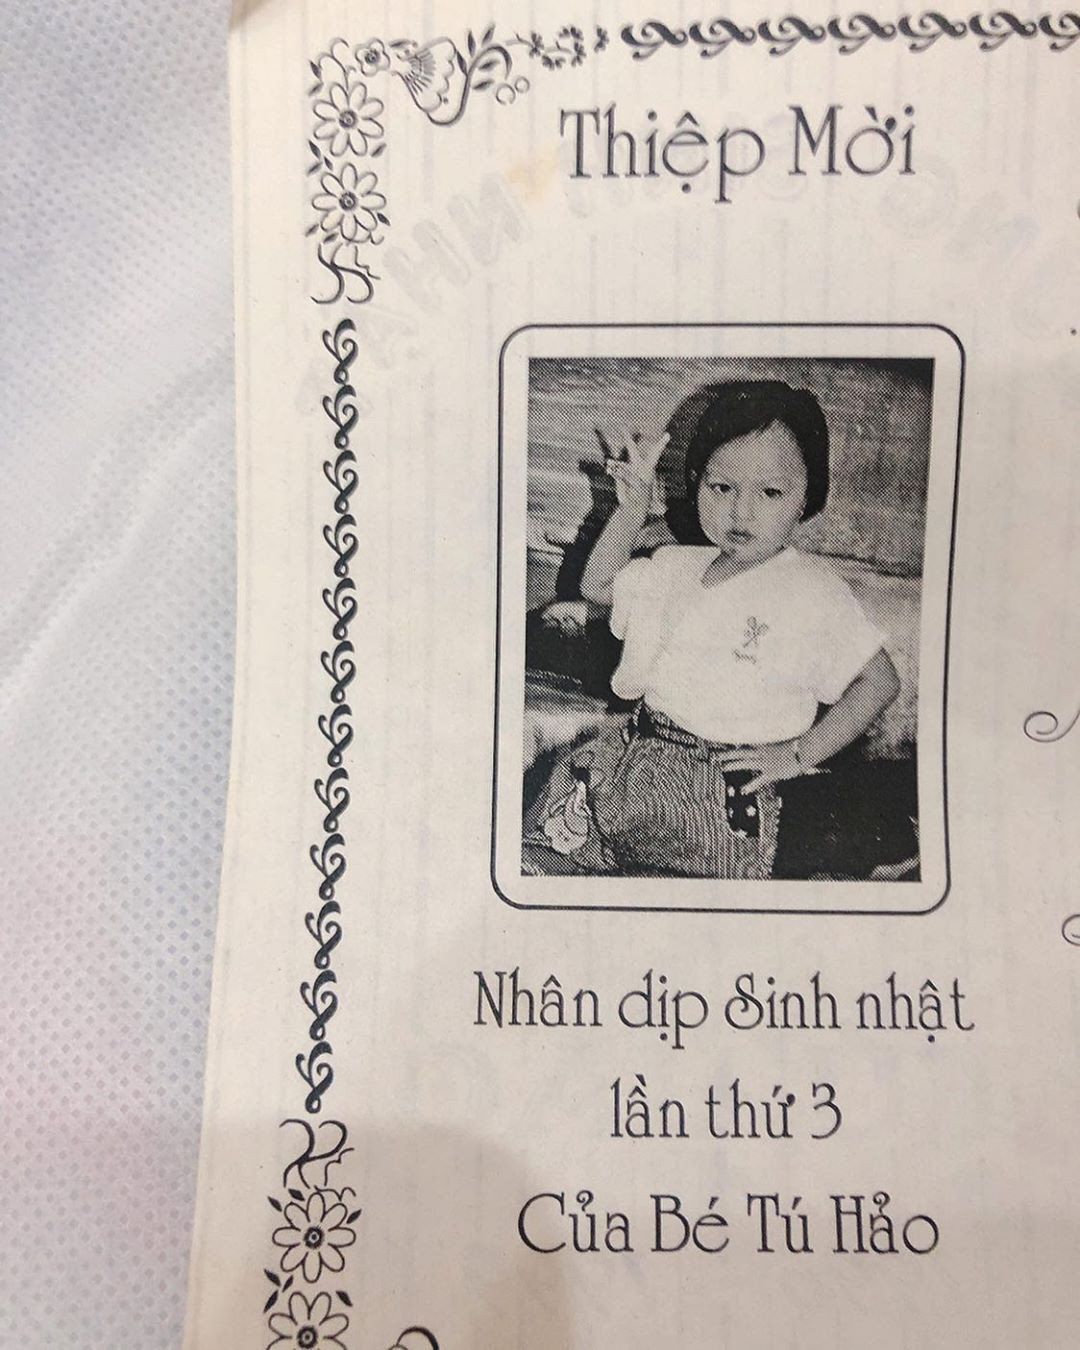 Thiệp Mời
Nhân dịp Sinh nhật
lần thứ 3
Của Bé Tú Hảo